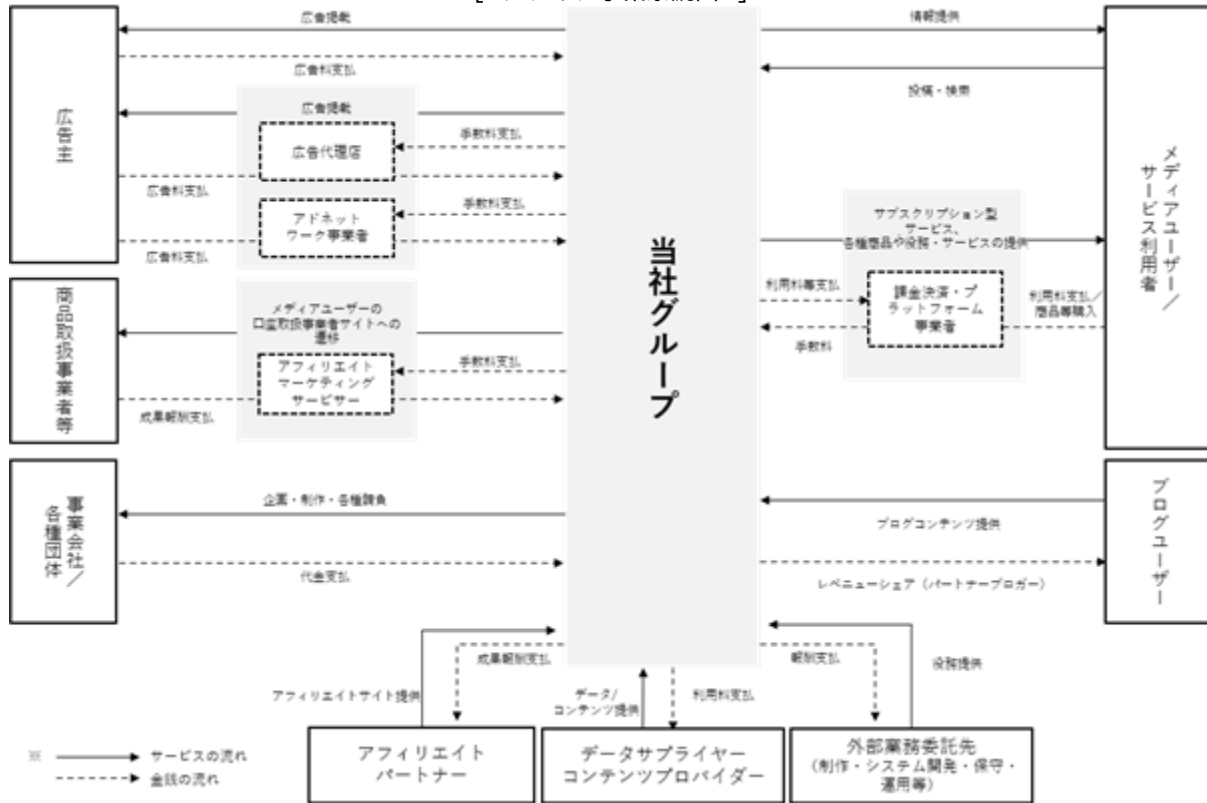 広告掲載
広告料支払
広告掲載
手数料支払
広告代理店
広告料支払
手数料支払
アドネット
ワーク事業者
広告料支払
広告主
メディアユーザーの
口座取扱事業者サイトへの
遷移
手数料支払
アフィリエイト
マーケティング
サービサー
成果報酬支払
商品取扱事業者等
企画・制作・各種請負
代金支払
事業会社／
各種団体
当社グループ
情報提供
投稿・検索
サブスクリプション型
サービス、
各種商品や役務・サービスの提供
利用料等支払
課金決済・プ
ラットフォーム
事業者
利用料支払/
商品等購入
手数料
メディアユーザー／
サービス利用者
ブログコンテンツ提供
レベニューシェア（パートナーブロガー）
ブログユーザー
成果報酬支払
アフィリエイトサイト提供
データ/
コンテンツ提供
利用料支払
報酬支払
役務提供
アフィリエイト
パートナー
データサプライヤー
コンテンツプロバイダー
外部業務委託先
（制作・システム開発・保守・
運用等）
※
サービスの流れ
金銭の流れ